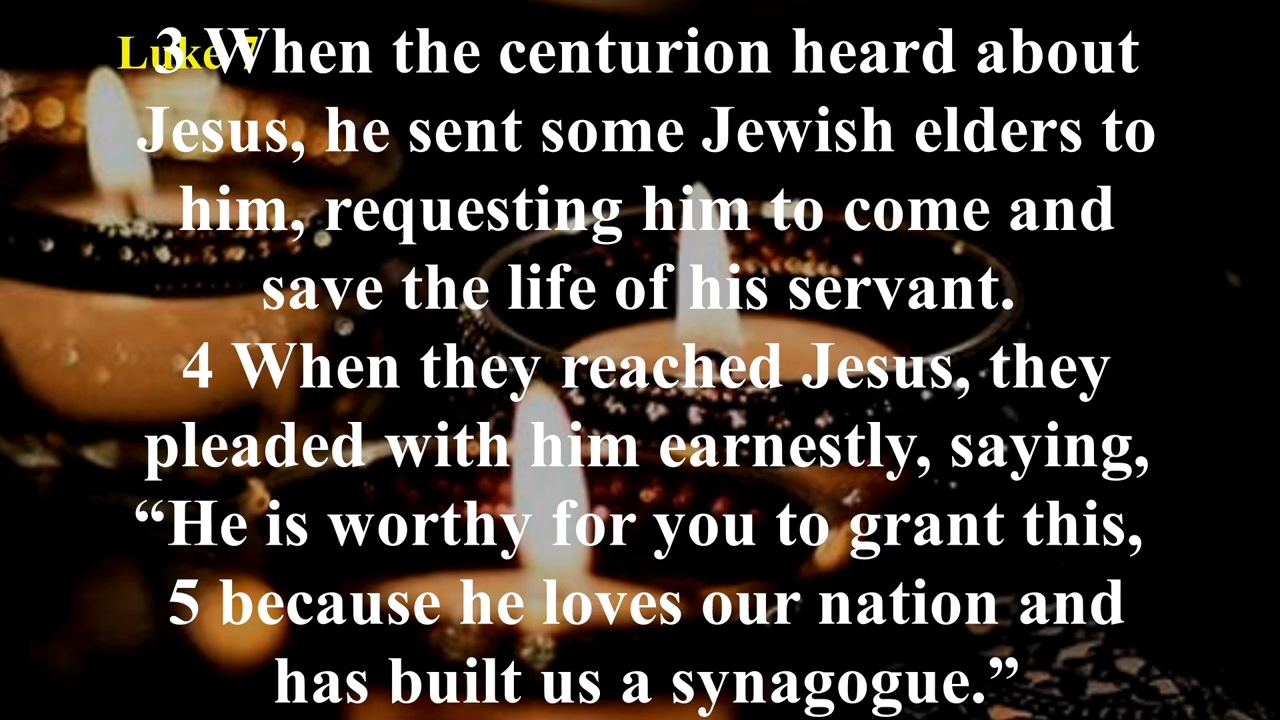 Luke 7
3 When the centurion heard about
Jesus, he sent some Jewish elders to
him, requesting him to come and
save the life of his servant.
4 When they reached Jesus, they
pleaded with him earnestly, saying,
“He is worthy for you to grant this,
5 because he loves our nation and
has built us a synagogue.”